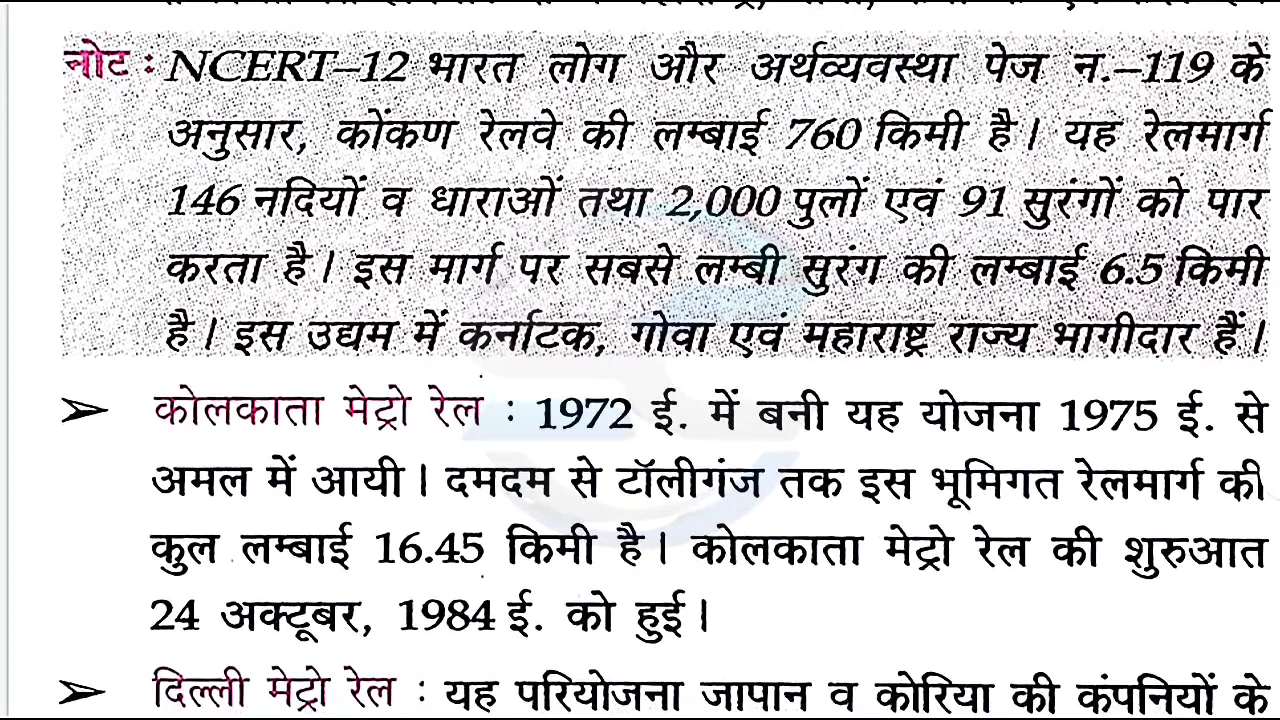 नोट : NCERT–12 भारत लोग और अर्थव्यवस्था पेज न.–119 के
अनुसार, कोंकण रेलवे की लम्बाई 760 किमी है। यह रेलमार्ग
146 नदियों व धाराओं तथा 2,000 पुलों एवं 91 सुरंगों को पार
करता है। इस मार्ग पर सबसे लम्बी सुरंग की लम्बाई 6.5 किमी
है। इस उद्यम में कर्नाटक, गोवा एवं महाराष्ट्र राज्य भागीदार हैं।
➢ कोलकाता मेट्रो रेल : 1972 ई. में बनी यह योजना 1975 ई. से
अमल में आयी। दमदम से टॉलीगंज तक इस भूमिगत रेलमार्ग की
कुल लम्बाई 16.45 किमी है। कोलकाता मेट्रो रेल की शुरुआत
24 अक्टूबर, 1984 ई. को हुई।
➢ दिल्ली मेट्रो रेल : यह परियोजना जापान व कोरिया की कंपनियों के